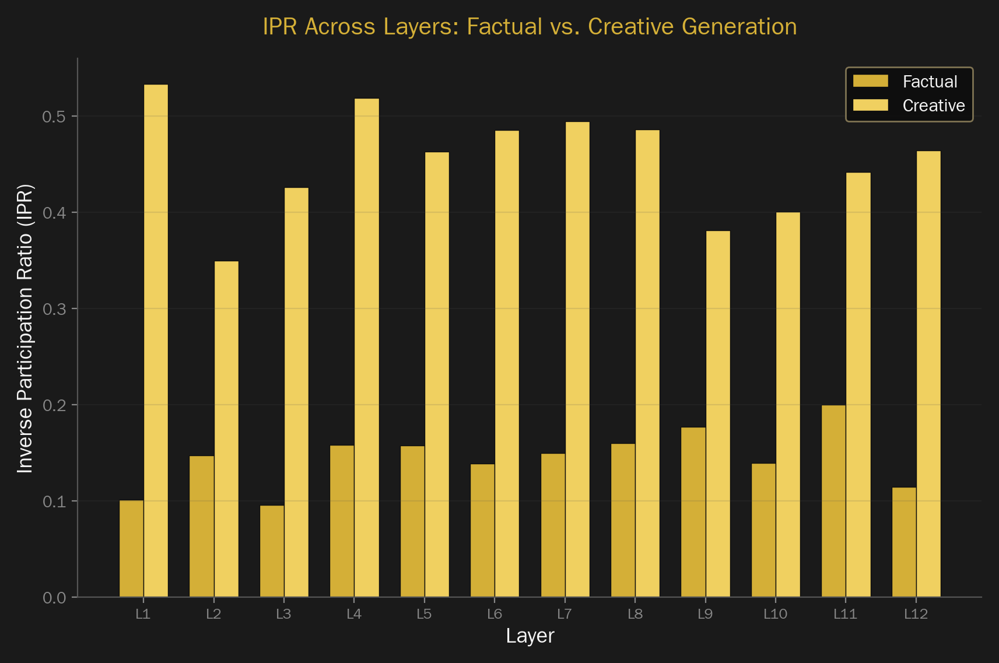 IPR Across Layers: Factual vs. Creative Generation
Factual
Creative
Inverse Participation Ratio (IPR)
0.5
0.4
0.3
0.2
0.1
0.0
L1 L2 L3 L4 L5 L6 L7 L8 L9 L10 L11 L12
Layer